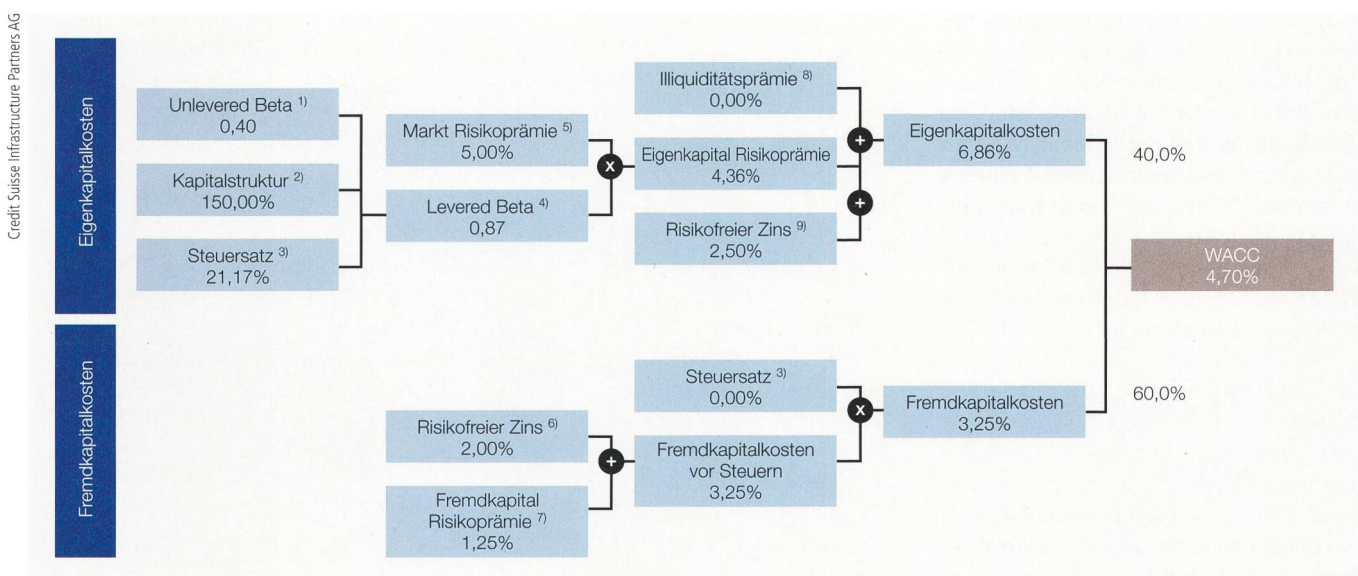 Credit Suisse Infrastructure Partners AG
Eigenkapitalkosten
Unlevered Beta 1)
0,40
Kapitalstruktur 2)
150,00%
Steuersatz 3)
21,17%
Markt Risikoprämie 5)
5,00%
Levered Beta 4)
0,87
x
Illiquiditätsprämie 8)
0,00%
Eigenkapital Risikoprämie
4,36%
Risikofreier Zins 9)
2,50%
+
+
Eigenkapitalkosten
6,86%
40,0%
WACC
4,70%
Fremdkapitalkosten
Risikofreier Zins 6)
2,00%
Fremdkapital
Risikoprämie 7)
1,25%
+
Steuersatz 3)
0,00%
Fremdkapitalkosten
vor Steuern
3,25%
x
Fremdkapitalkosten
3,25%
60,0%